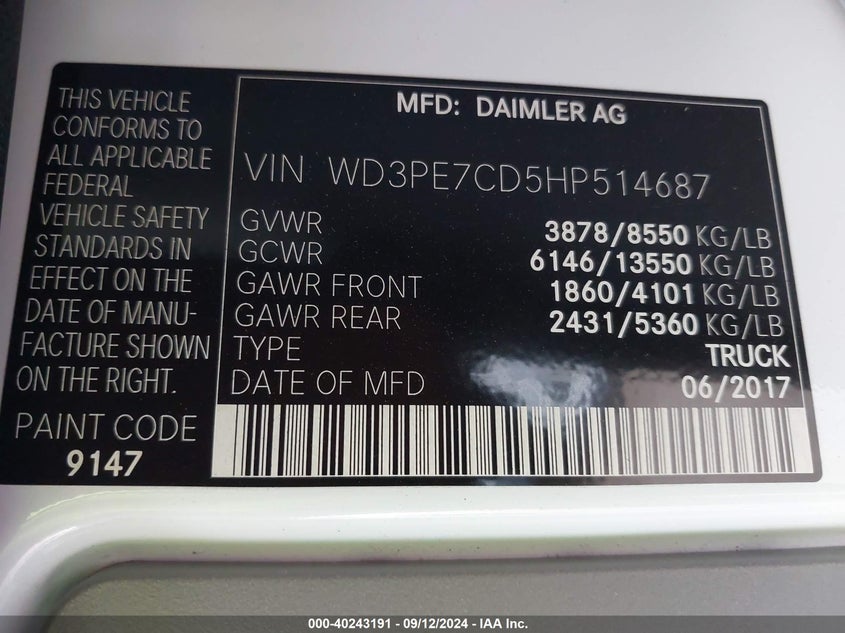 MFD: DAIMLER AG
THIS VEHICLE
CONFORMS TO
ALL APPLICABLE
FEDERAL
VEHICLE SAFETY
STANDARDS IN
EFFECT ON THE
DATE OF MANU-
FACTURE SHOWN
ON THE RIGHT.
PAINT CODE
9147
VIN WD3PE7CD5HP514687
GVWR 3878/8550 KG/LB
GCWR 6146/13550 KG/LB
GAWR FRONT 1860/4101 KG/LB
GAWR REAR 2431/5360 KG/LB
TYPE TRUCK
DATE OF MFD 06/2017
000-40243191 - 09/12/2024 - IAA Inc.